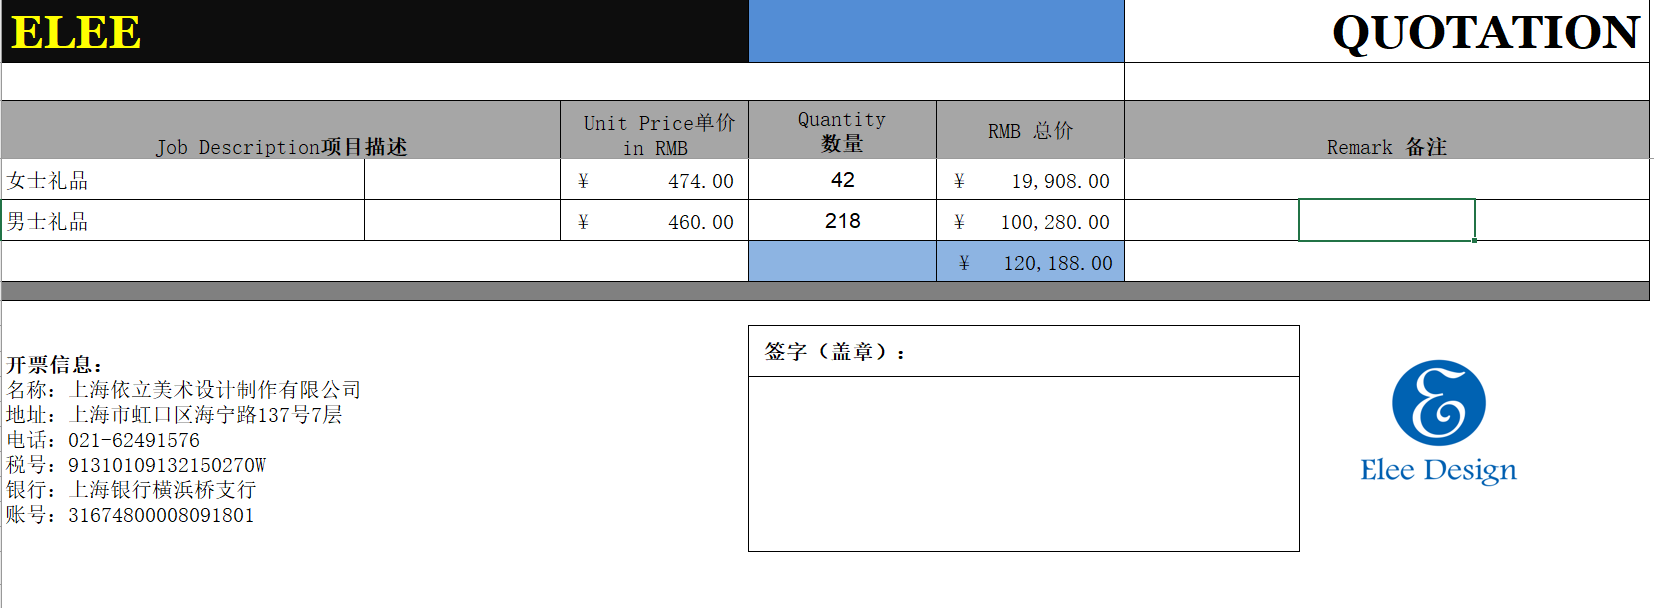 ELEE QUOTATION
Job Description项目描述 Unit Price单价 in RMB Quantity 数量 RMB 总价 Remark 备注
女士礼品 ¥ 474.00 42 ¥ 19,908.00
男士礼品 ¥ 460.00 218 ¥ 100,280.00
¥ 120,188.00
签字（盖章）：
开票信息：
名称：上海依立美术设计制作有限公司
地址：上海市虹口区海宁路137号7层
电话：021-62491576
税号：91310109132150270W
银行：上海银行横浜桥支行
账号：31674800008091801
Elee Design